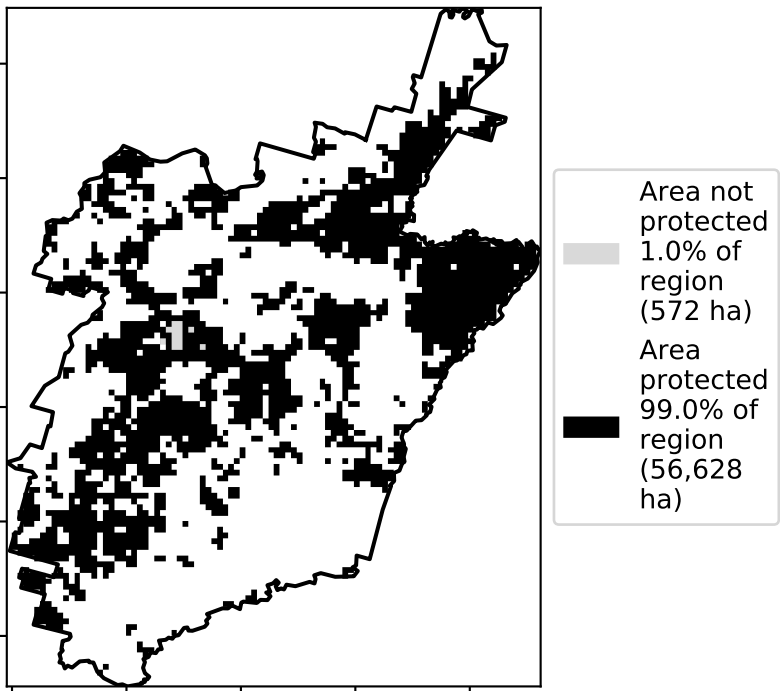 Area not
protected
1.0% of
region
(572 ha)
Area
protected
99.0% of
region
(56,628
ha)